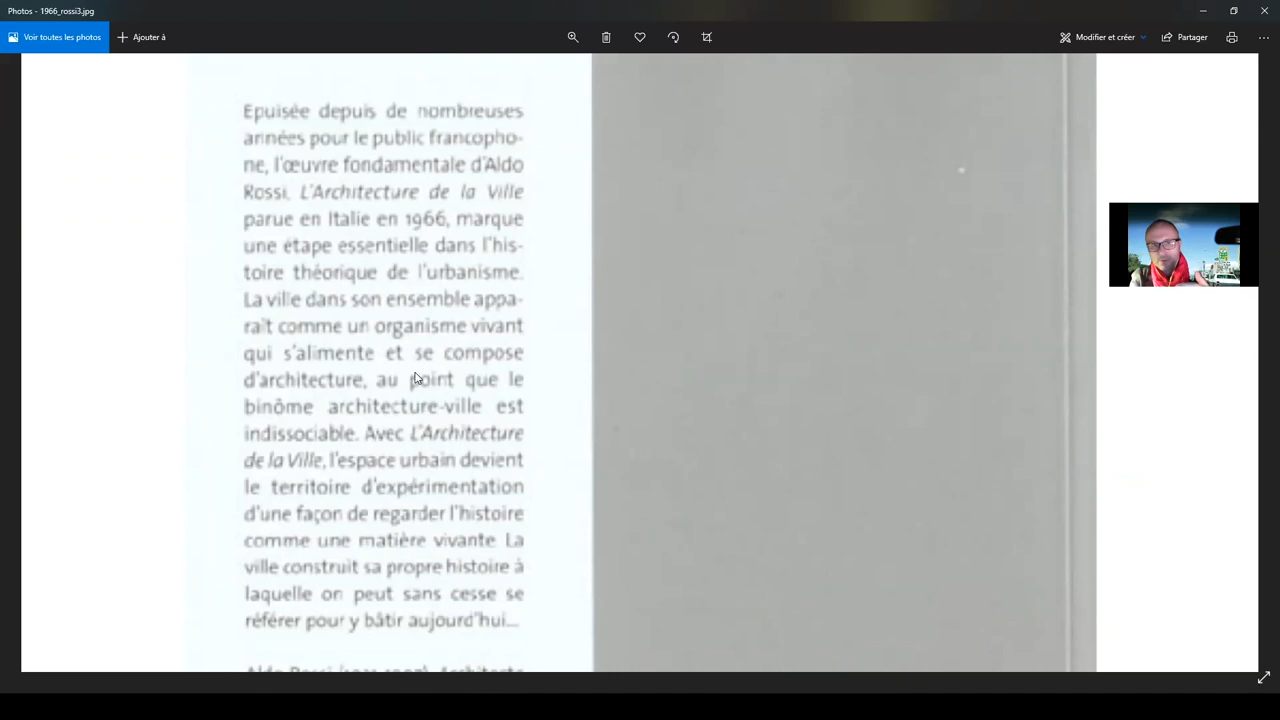 Photos - 1966_rossi3.jpg
Voir toutes les photos
Ajouter à
Modifier et créer
Partager
Epuisée depuis de nombreuses
années pour le public francopho-
ne, l'œuvre fondamentale d'Aldo
Rossi, L'Architecture de la Ville
parue en Italie en 1966, marque
une étape essentielle dans l'his-
toire théorique de l'urbanisme.
La ville dans son ensemble appa-
raît comme un organisme vivant
qui s'alimente et se compose
d'architecture, au point que le
binôme architecture-ville est
indissociable. Avec L'Architecture
de la Ville, l'espace urbain devient
le territoire d'expérimentation
d'une façon de regarder l'histoire
comme une matière vivante. La
ville construit sa propre histoire à
laquelle on peut sans cesse se
référer pour y bâtir aujourd'hui...
Aldo Rossi (1931-1997). Architecte